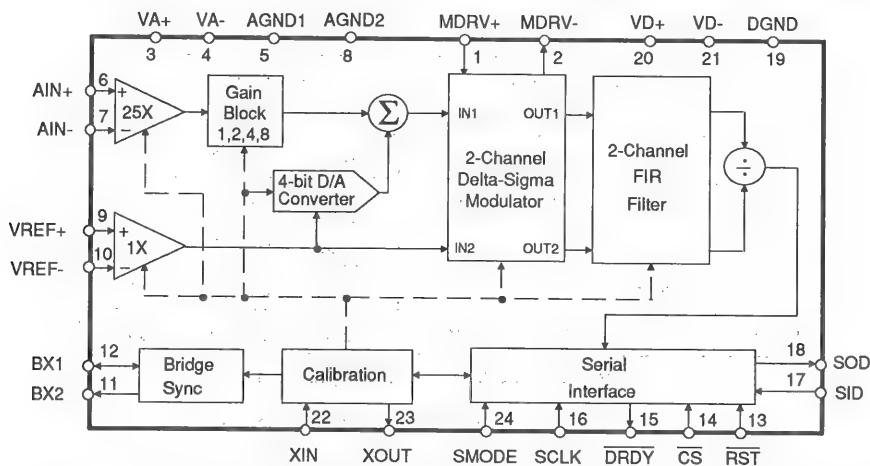 VA+ VA- AGND1 AGND2 MDRV+ MDRV- VD+ VD- DGND
3 4 5 8 1 2 20 21 19
AIN+ 6 +
25X
AIN- 7 −
Gain
Block
1,2,4,8
Σ
4-bit D/A
Converter
IN1 OUT1
2-Channel
Delta-Sigma
Modulator
IN2 OUT2
2-Channel
FIR
Filter
÷
VREF+ 9 +
1X
VREF- 10 −
BX1 12
BX2 11
Bridge
Sync
Calibration
Serial
Interface
18 SOD
17 SID
22 23 24 16 15 14 13
XIN XOUT SMODE SCLK D̅R̅D̅Y̅ C̅S̅ R̅S̅T̅